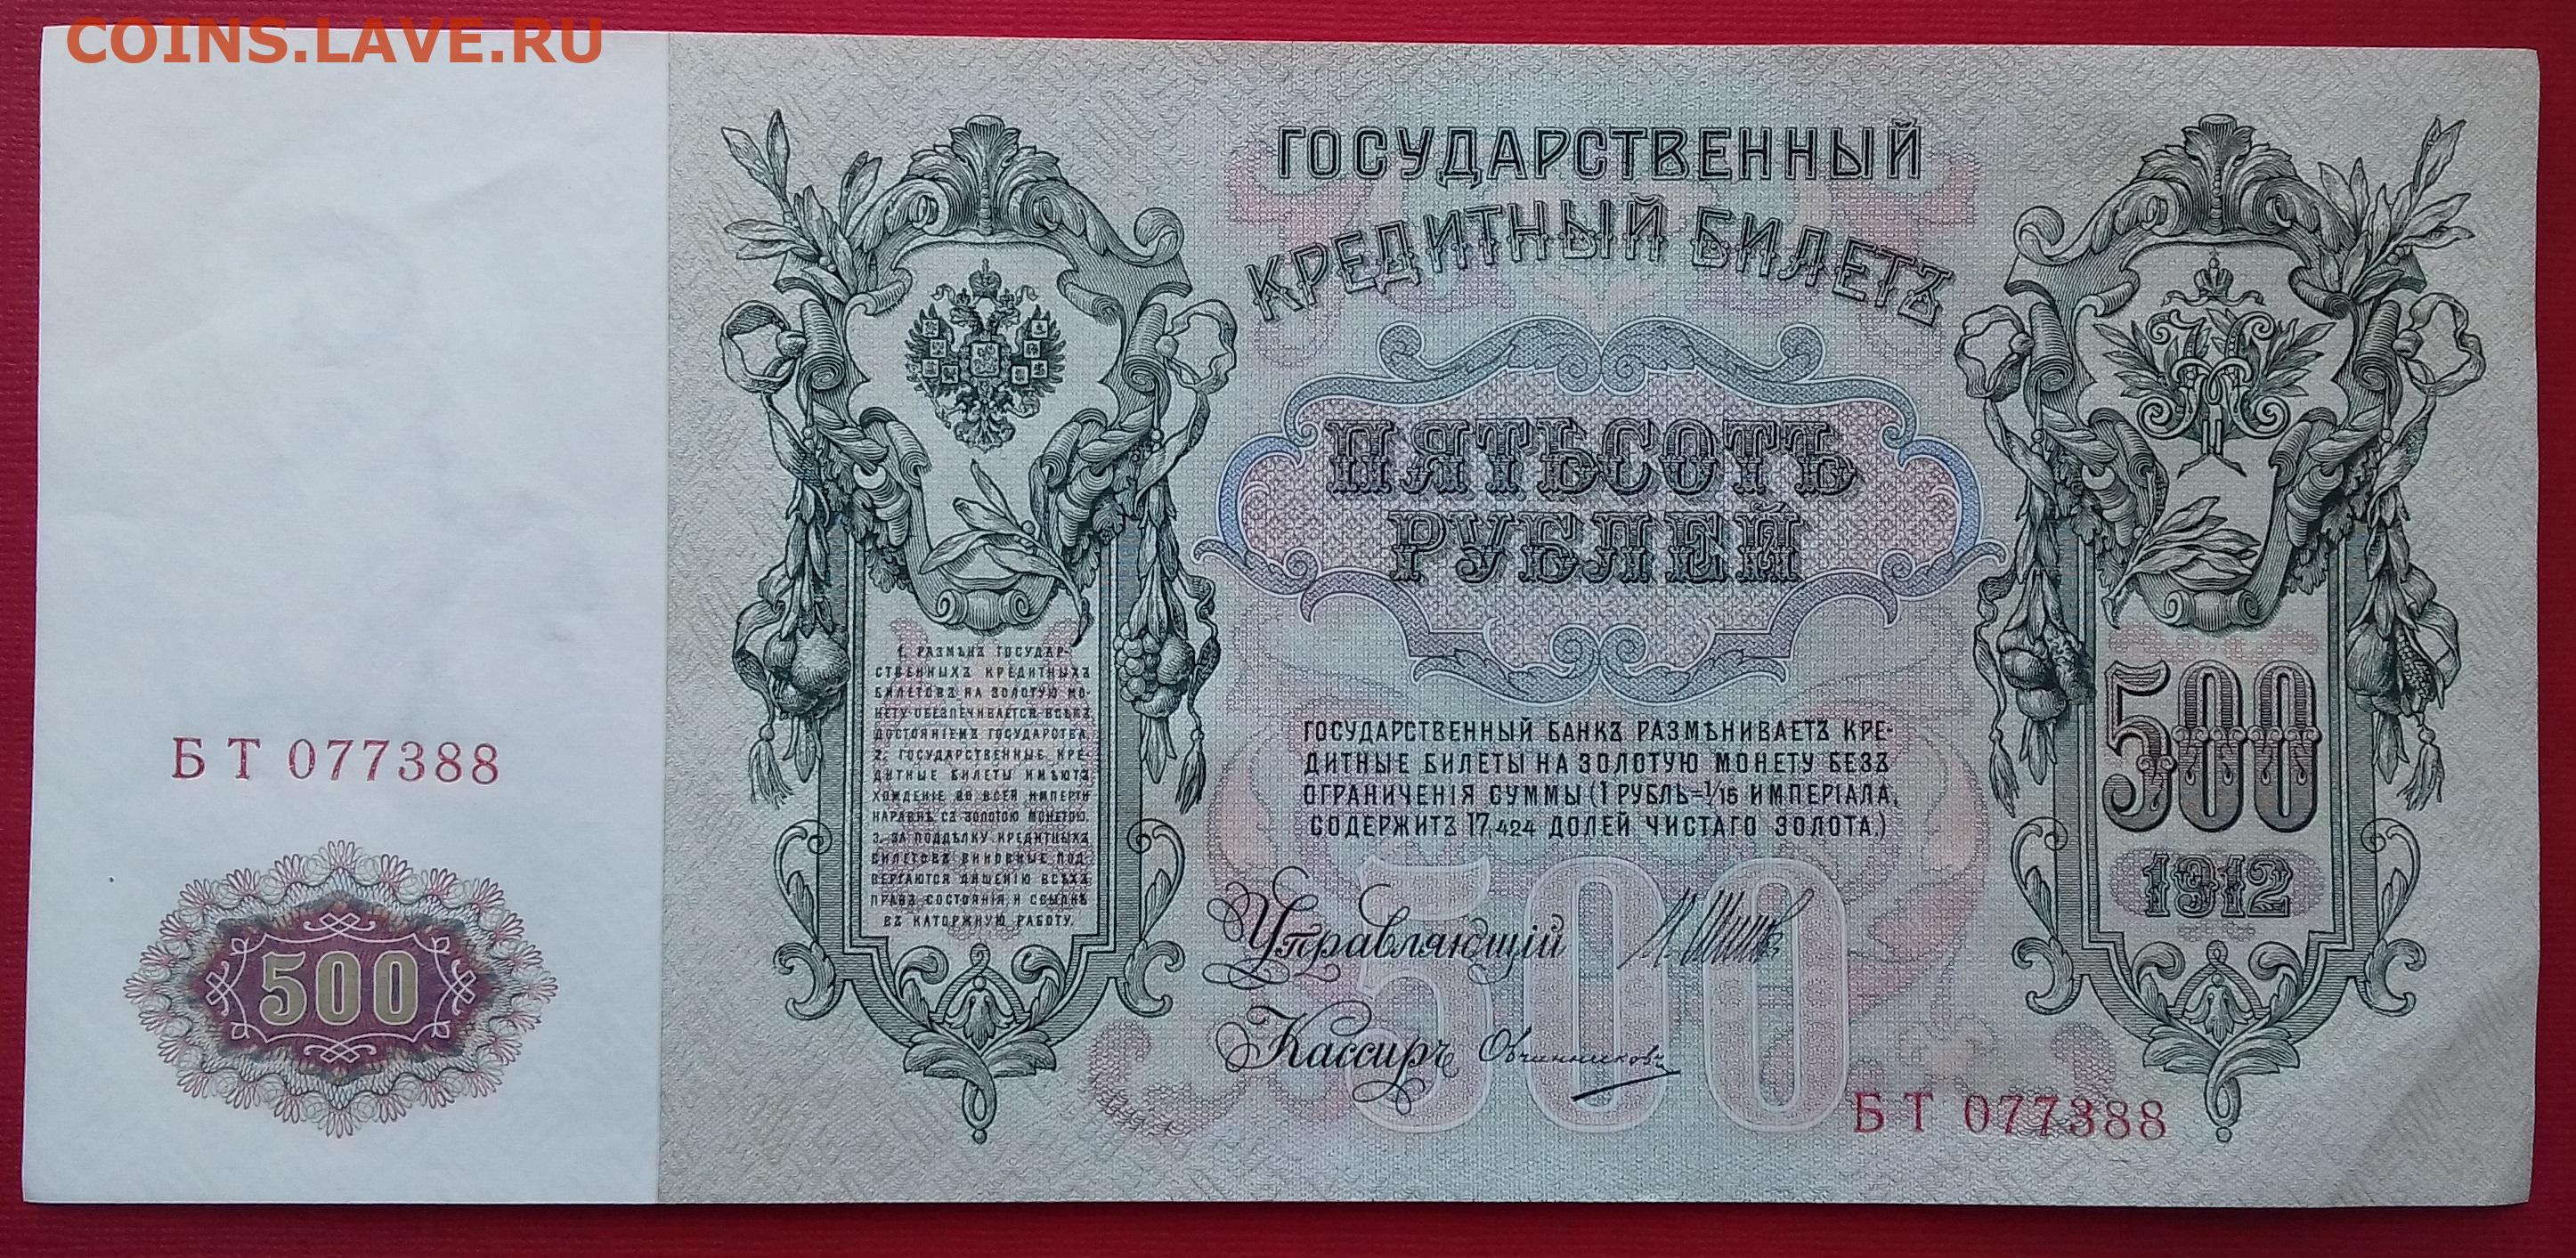 COINS.LAVE.RU
ГОСУДАРСТВЕННЫЙ
КРЕДИТНЫЙ БИЛЕТЪ
ПЯТЬСОТЪ
РУБЛЕЙ
1. РАЗМѢНЪ ГОСУДАР-
СТВЕННЫХЪ КРЕДИТНЫХЪ
БИЛЕТОВЪ НА ЗОЛОТУЮ МО-
НЕТУ ОБЕЗПЕЧИВАЕТСЯ ВСѢМЪ
ДОСТОЯНІЕМЪ ГОСУДАРСТВА.
2. ГОСУДАРСТВЕННЫЕ КРЕ-
ДИТНЫЕ БИЛЕТЫ ИМѢЮТЪ
ХОЖДЕНІЕ ВО ВСЕЙ ИМПЕРІИ
НАРАВНѢ СЪ ЗОЛОТОЮ МОНЕТОЮ.
3. ЗА ПОДДѢЛКУ КРЕДИТНЫХЪ
БИЛЕТОВЪ ВИНОВНЫЕ ПОД-
ВЕРГАЮТСЯ ЛИШЕНІЮ ВСѢХЪ
ПРАВЪ СОСТОЯНІЯ И ССЫЛКѢ
ВЪ КАТОРЖНУЮ РАБОТУ.
ГОСУДАРСТВЕННЫЙ БАНКЪ РАЗМѢНИВАЕТЪ КРЕ-
ДИТНЫЕ БИЛЕТЫ НА ЗОЛОТУЮ МОНЕТУ БЕЗЪ
ОГРАНИЧЕНІЯ СУММЫ (1 РУБЛЬ=1/15 ИМПЕРІАЛА,
СОДЕРЖИТЪ 17,424 ДОЛЕЙ ЧИСТАГО ЗОЛОТА.)
500
1912
БТ 077388
500
500
Управляющій
Кассиръ Овчинниковъ
БТ 077388